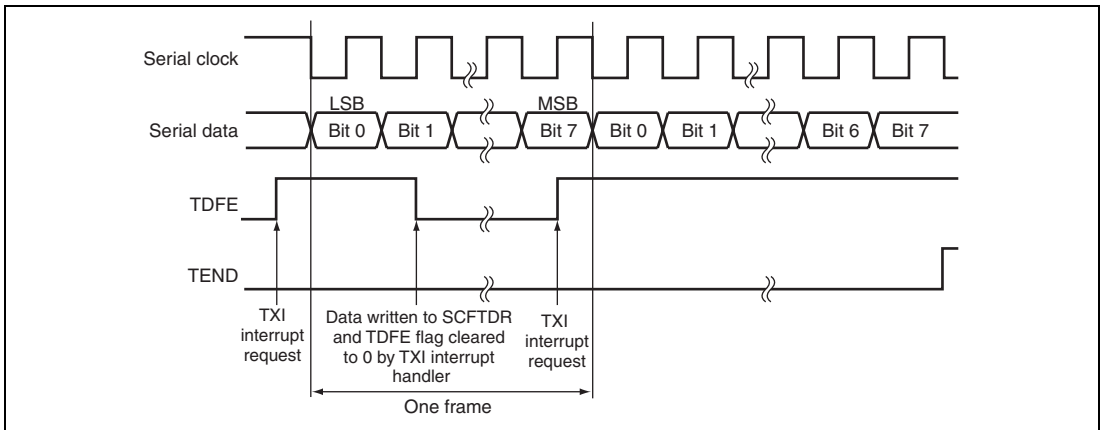 Serial clock
LSB
MSB
Serial data
Bit 0
Bit 1
Bit 7
Bit 0
Bit 1
Bit 6
Bit 7
TDFE
TEND
TXI
interrupt
request
Data written to SCFTDR
and TDFE flag cleared
to 0 by TXI interrupt
handler
TXI
interrupt
request
One frame